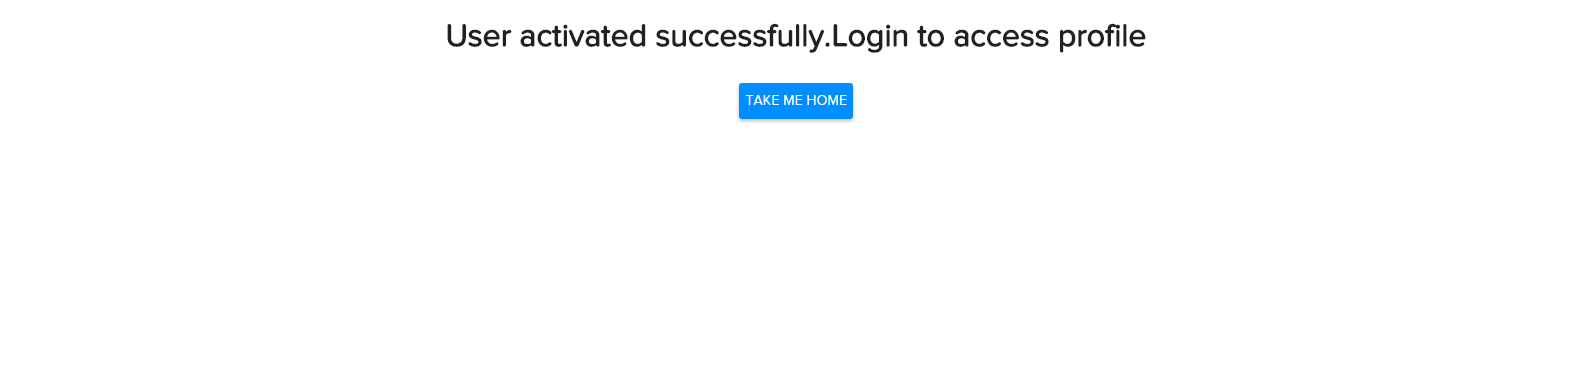 User activated successfully.Login to access profile
TAKE ME HOME